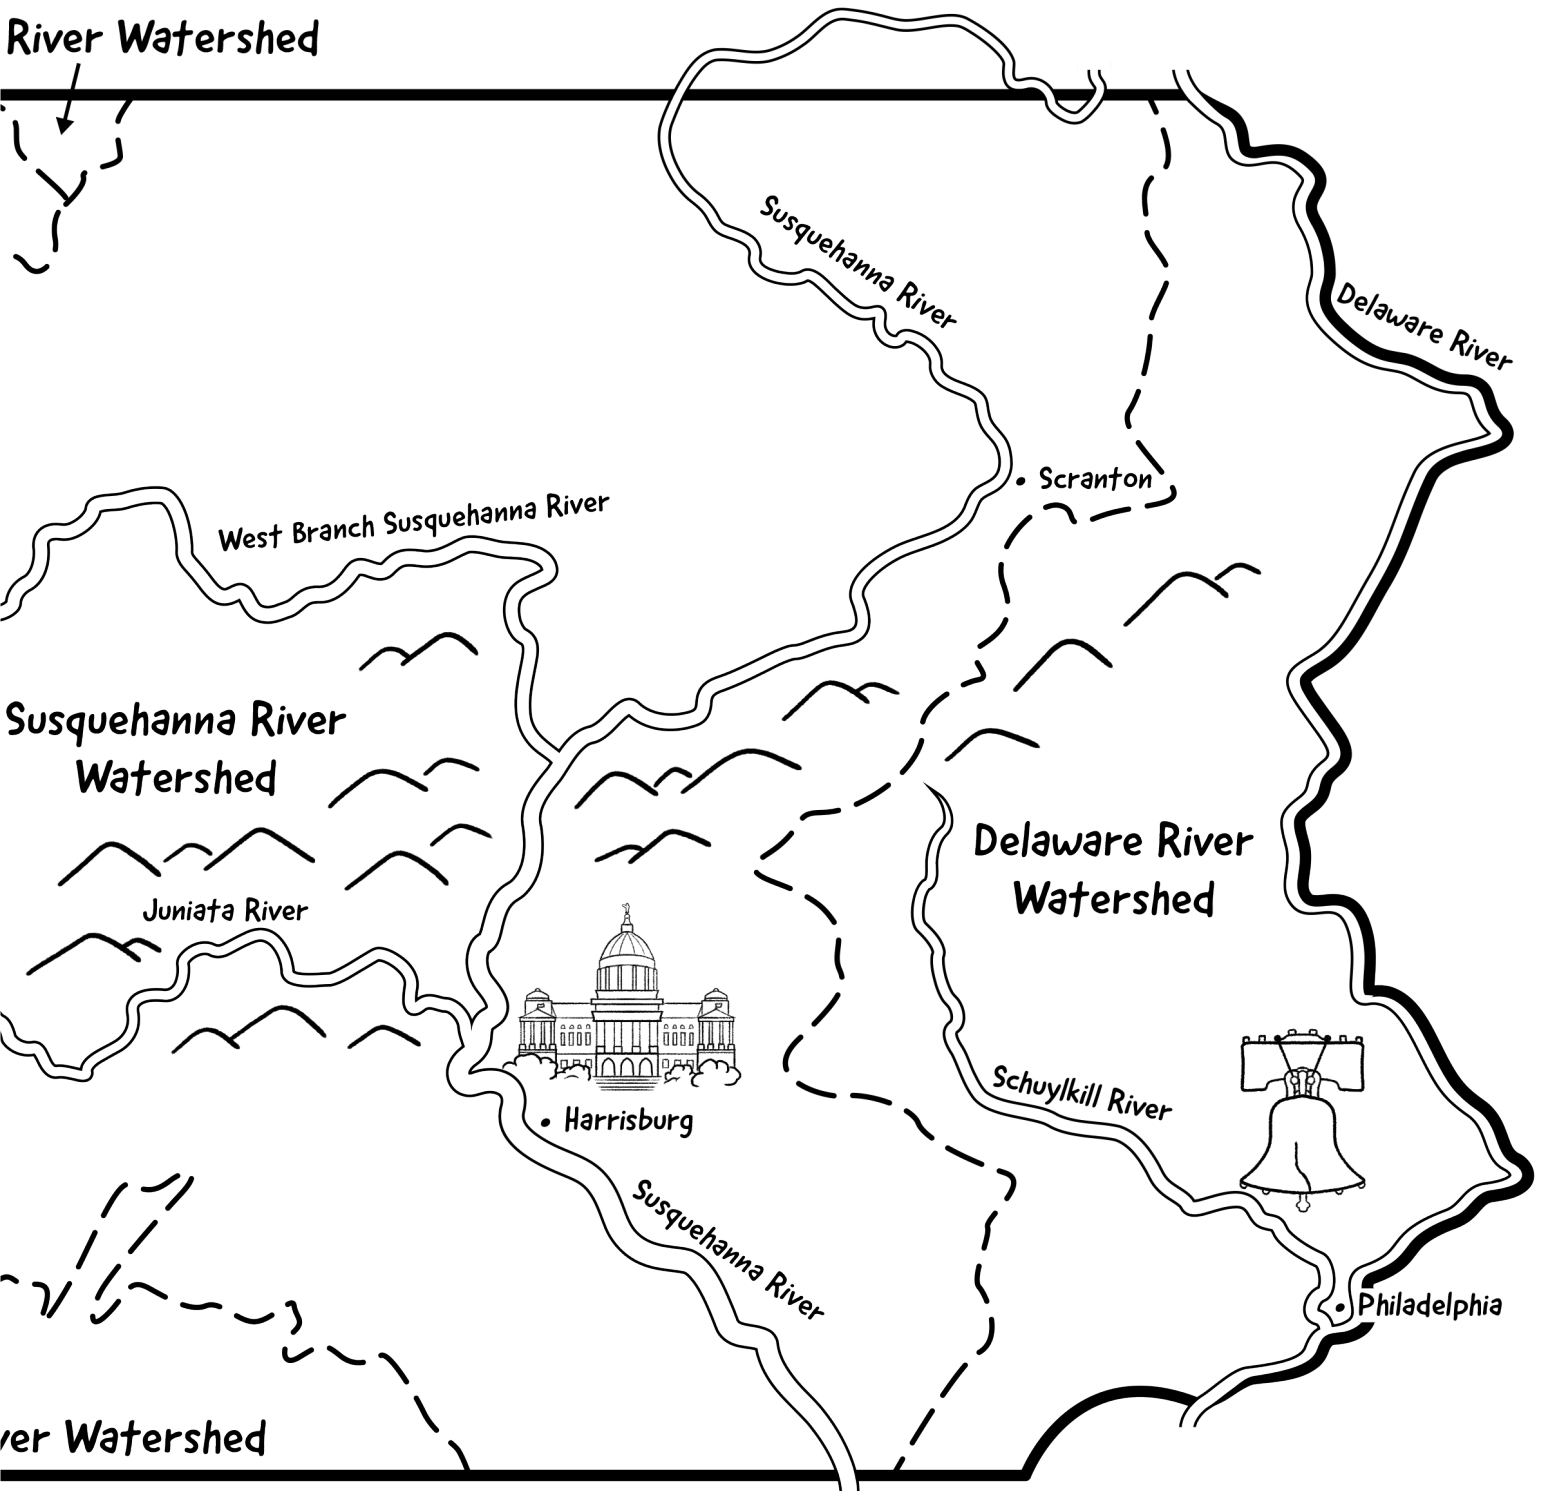 River Watershed
Susquehanna River
Delaware River
Scranton
West Branch Susquehanna River
Susquehanna River
Watershed
Delaware River
Watershed
Juniata River
Schuylkill River
Harrisburg
Susquehanna River
Philadelphia
ver Watershed